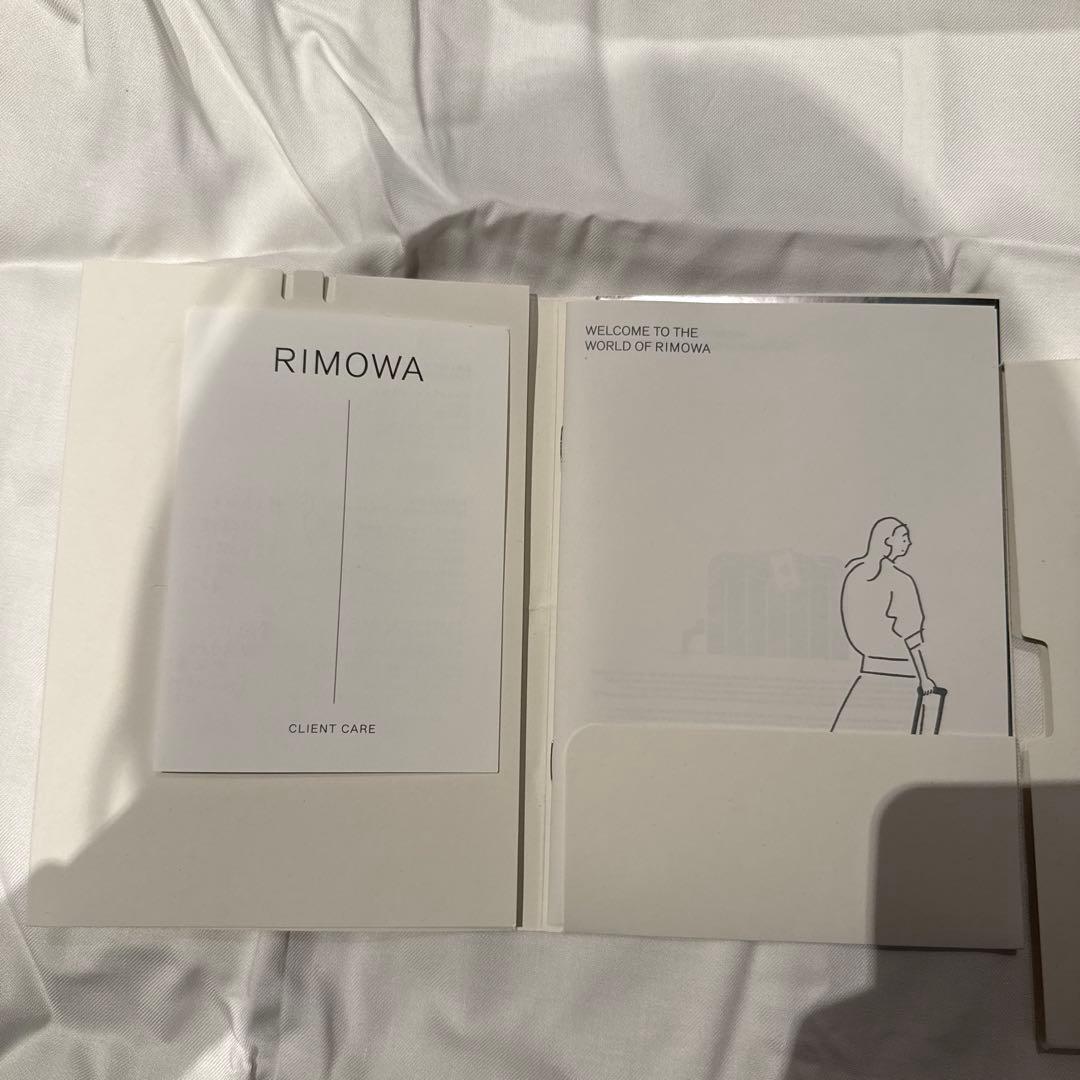 RIMOWA
CLIENT CARE
WELCOME TO THE
WORLD OF RIMOWA